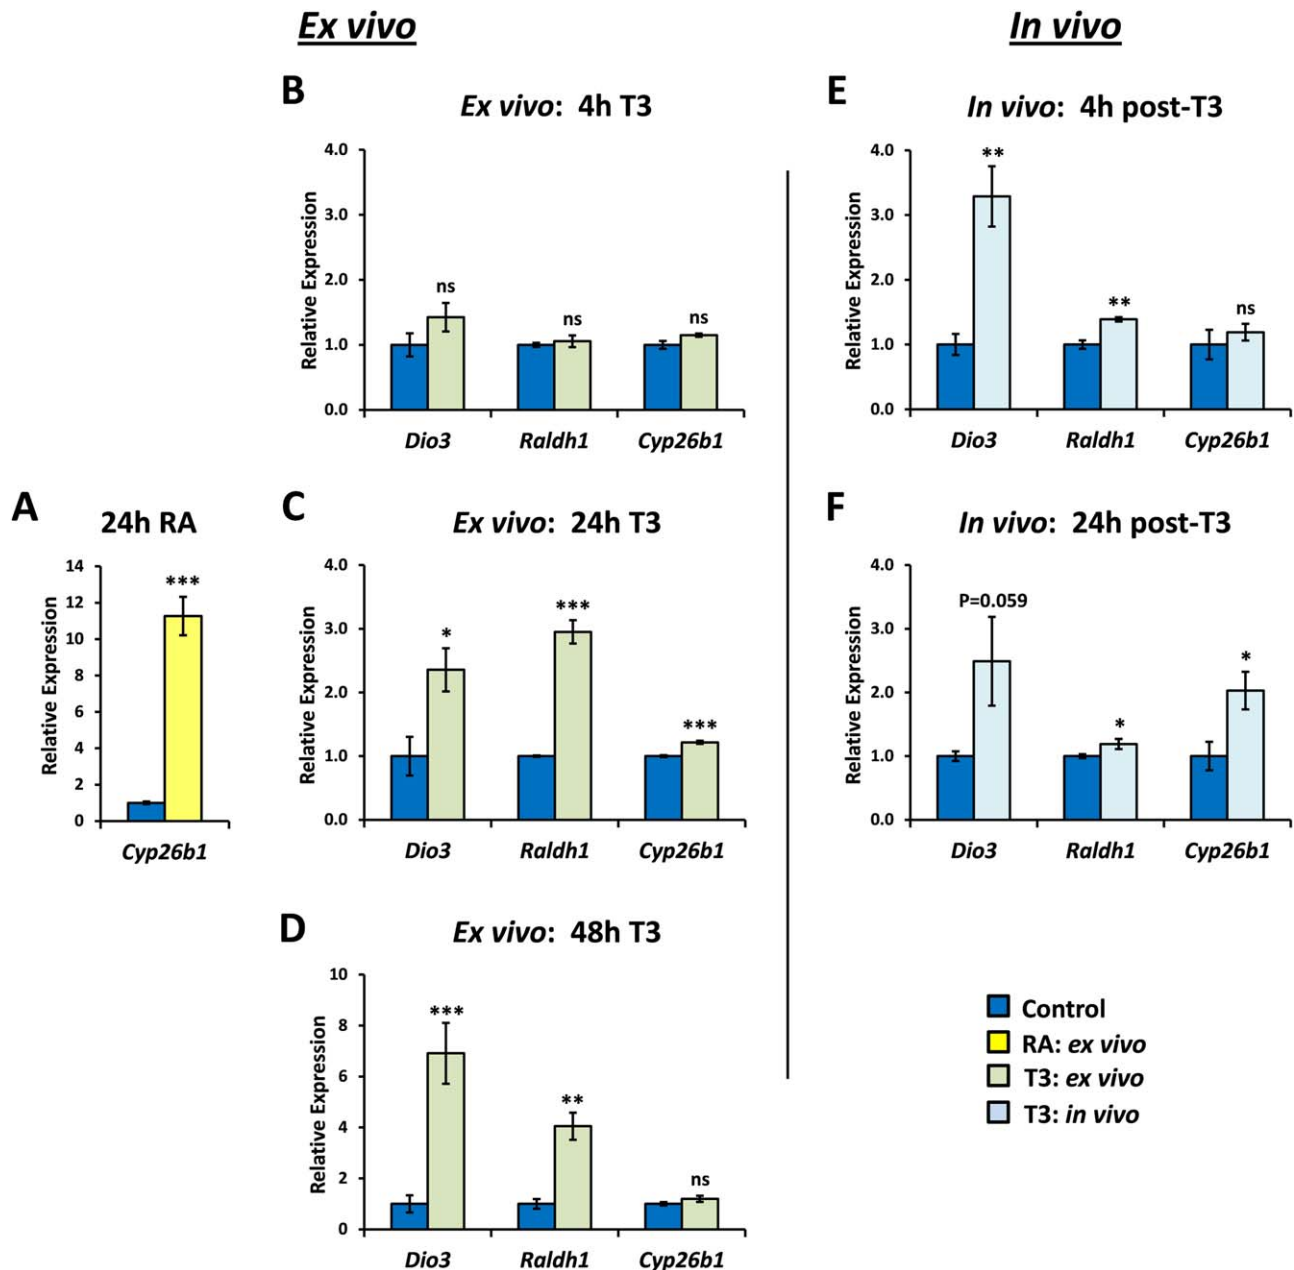 Ex vivo
In vivo
B
Ex vivo: 4h T3
4.0
3.0
2.0
1.0
0.0
Relative Expression
ns
ns
ns
Dio3
Raldh1
Cyp26b1
E
In vivo: 4h post-T3
4.0
3.0
2.0
1.0
0.0
Relative Expression
**
**
ns
Dio3
Raldh1
Cyp26b1
A
24h RA
14
12
10
8
6
4
2
0
Relative Expression
***
Cyp26b1
C
Ex vivo: 24h T3
4.0
3.0
2.0
1.0
0.0
Relative Expression
*
***
***
Dio3
Raldh1
Cyp26b1
F
In vivo: 24h post-T3
4.0
3.0
2.0
1.0
0.0
Relative Expression
P=0.059
*
*
Dio3
Raldh1
Cyp26b1
D
Ex vivo: 48h T3
10
8
6
4
2
0
Relative Expression
***
**
ns
Dio3
Raldh1
Cyp26b1
Control
RA: ex vivo
T3: ex vivo
T3: in vivo